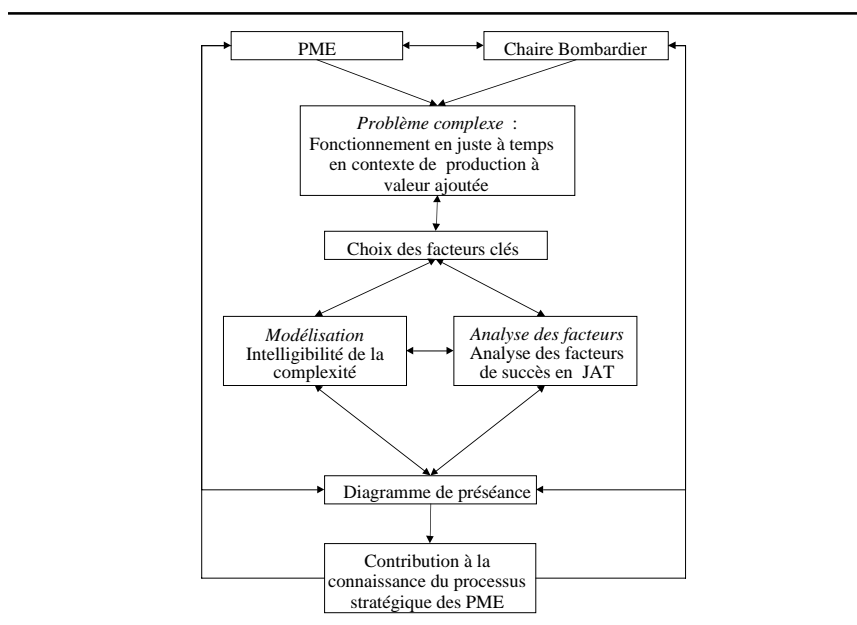 PME
Chaire Bombardier
Problème complexe :
Fonctionnement en juste à temps
en contexte de production à
valeur ajoutée
Choix des facteurs clés
Modélisation
Intelligibilité de la
complexité
Analyse des facteurs
Analyse des facteurs
de succès en JAT
Diagramme de préséance
Contribution à la
connaissance du processus
stratégique des PME